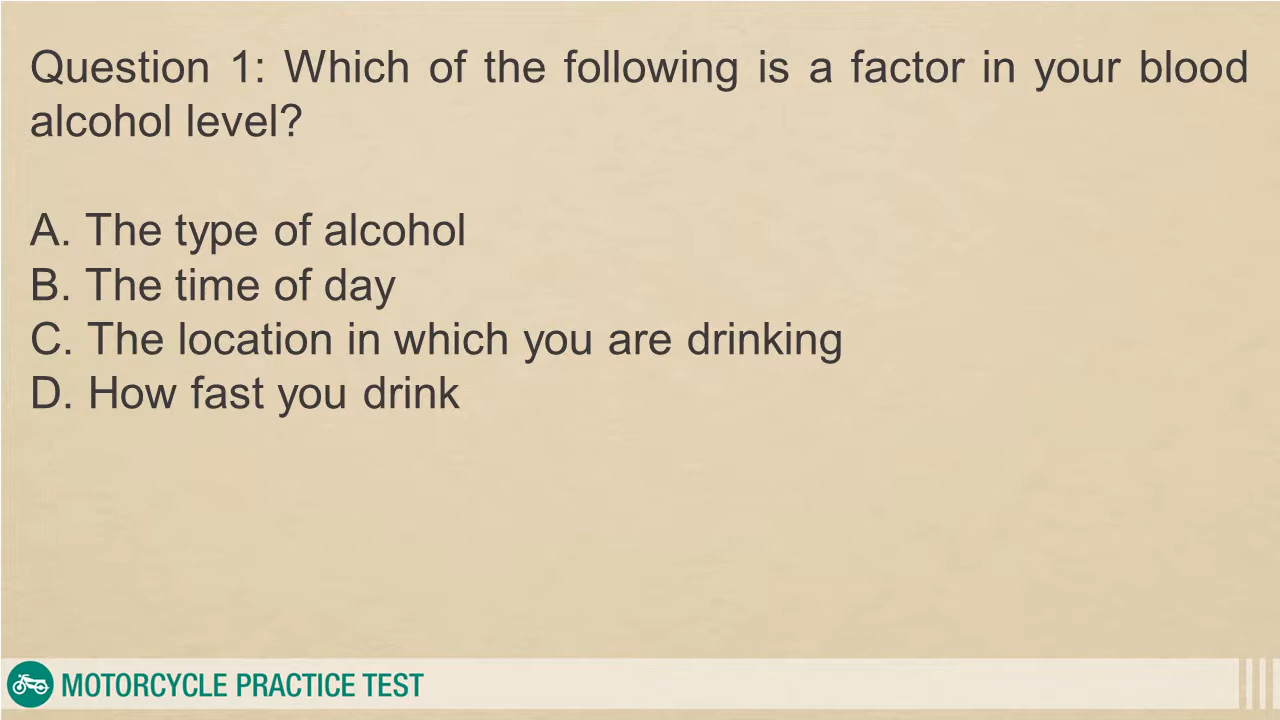 Question 1: Which of the following is a factor in your blood
alcohol level?
A. The type of alcohol
B. The time of day
C. The location in which you are drinking
D. How fast you drink
MOTORCYCLE PRACTICE TEST